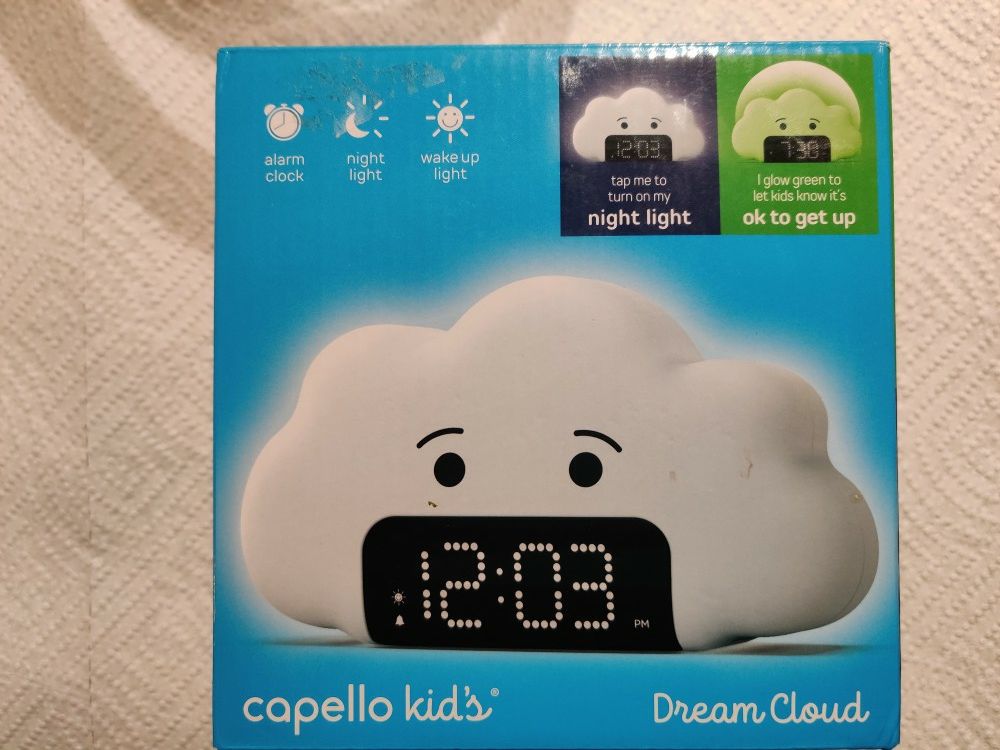 alarm
clock
night
light
wake up
light
12:03
tap me to
turn on my
night light
7:30
I glow green to
let kids know it's
ok to get up
12:03
PM
capello kid's®
Dream Cloud